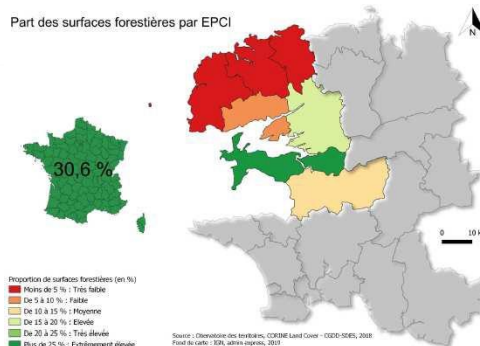 Part des surfaces forestières par EPCI
N
30,6 %
0 10 k
Proportion de surfaces forestières (en %)
Moins de 5 % : Très faible
De 5 à 10 % : Faible
De 10 à 15 % : Moyenne
De 15 à 20 % : Elevée
De 20 à 25 % : Très élevée
Plus de 25 % : Extrêmement élevée
Source : Observatoire des territoires, CORINE Land Cover - CGDD-SDES, 2018
Fond de carte : IGN, admin express, 2019